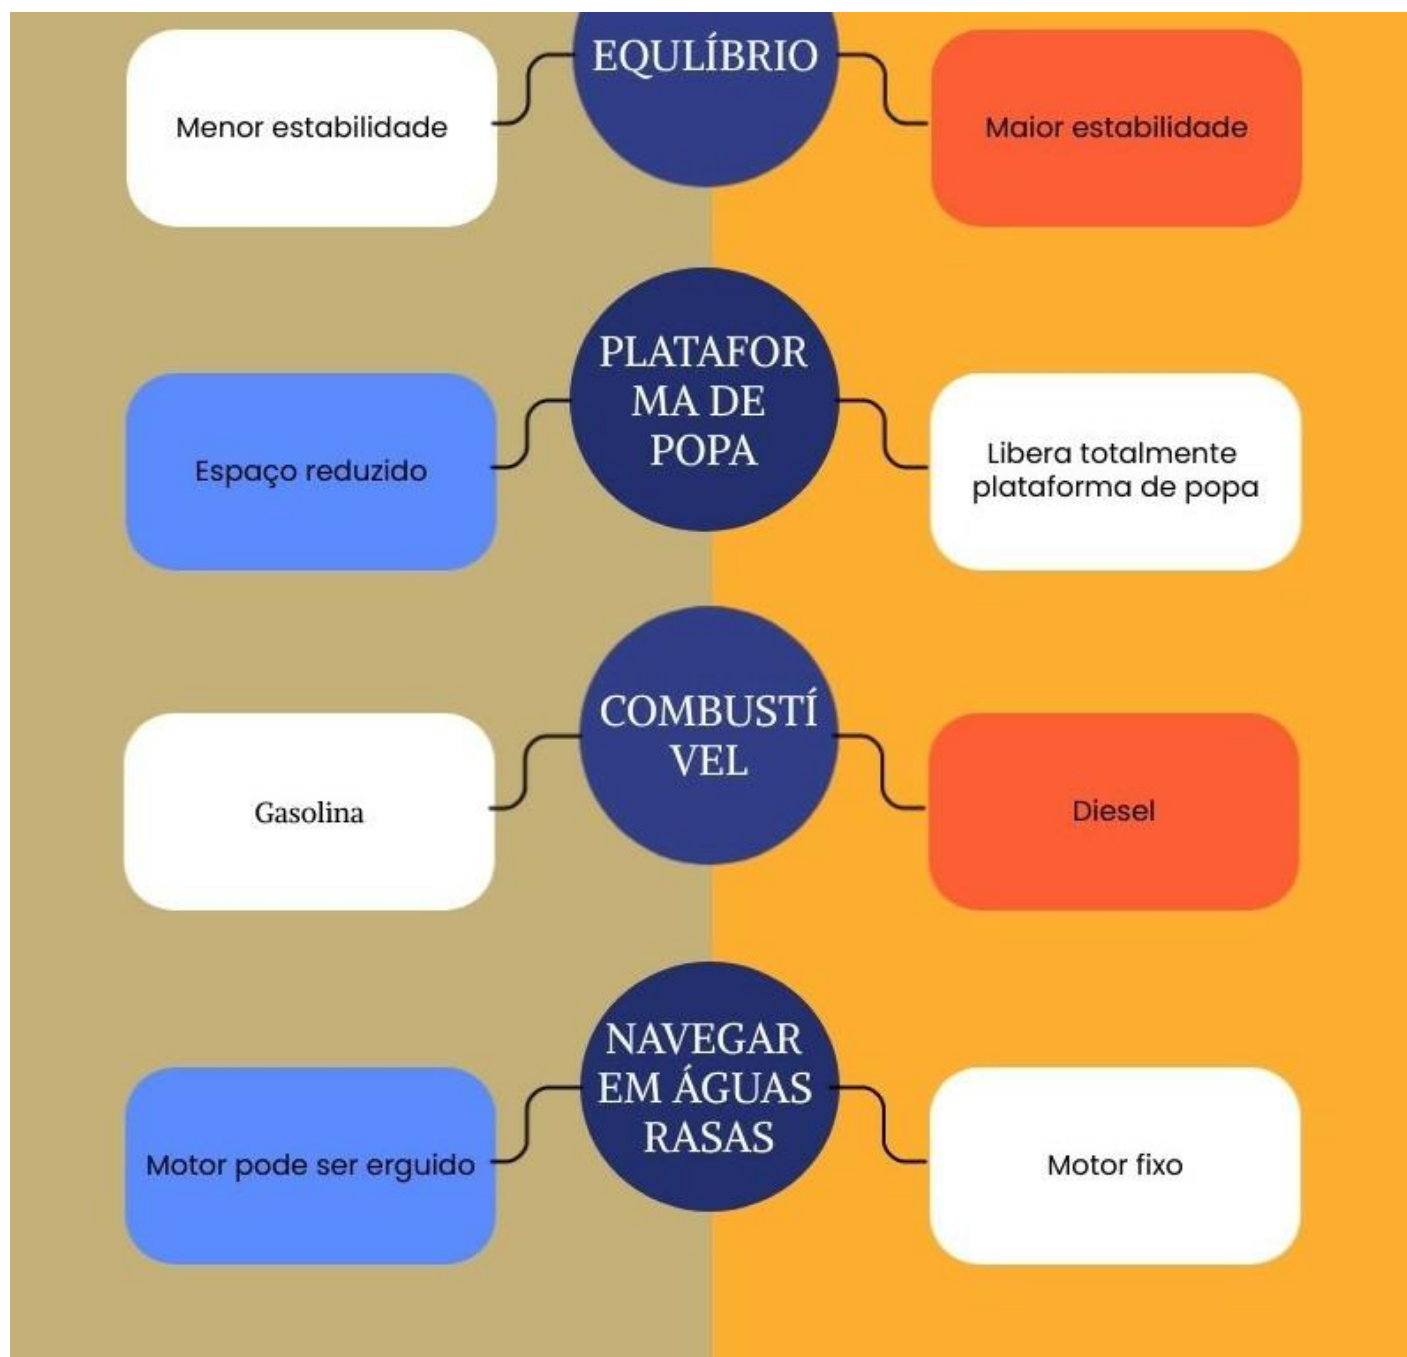 EQULÍBRIO
Menor estabilidade
Maior estabilidade
PLATAFOR
MA DE
POPA
Espaço reduzido
Libera totalmente
plataforma de popa
COMBUSTÍ
VEL
Gasolina
Diesel
NAVEGAR
EM ÁGUAS
RASAS
Motor pode ser erguido
Motor fixo